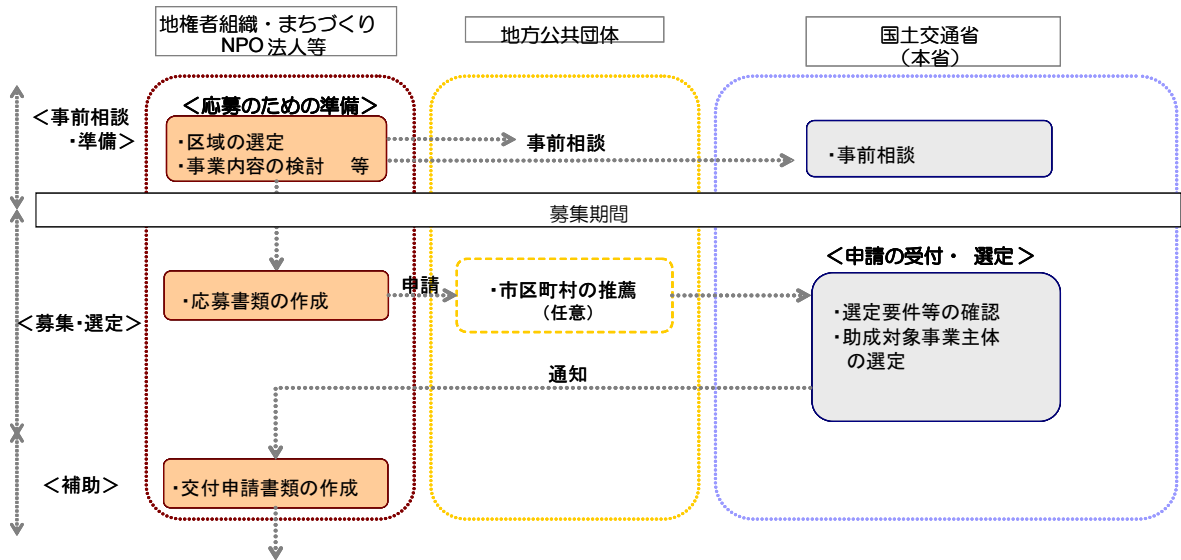 地権者組織・まちづくり
NPO法人等
地方公共団体
国土交通省
（本省）
＜事前相談
・準備＞
＜応募のための準備＞
・区域の選定
・事業内容の検討　等
事前相談
・事前相談
募集期間
＜募集・選定＞
・応募書類の作成
申請
・市区町村の推薦
（任意）
＜申請の受付・ 選定＞
・選定要件等の確認
・助成対象事業主体
の選定
通知
＜補助＞
・交付申請書類の作成